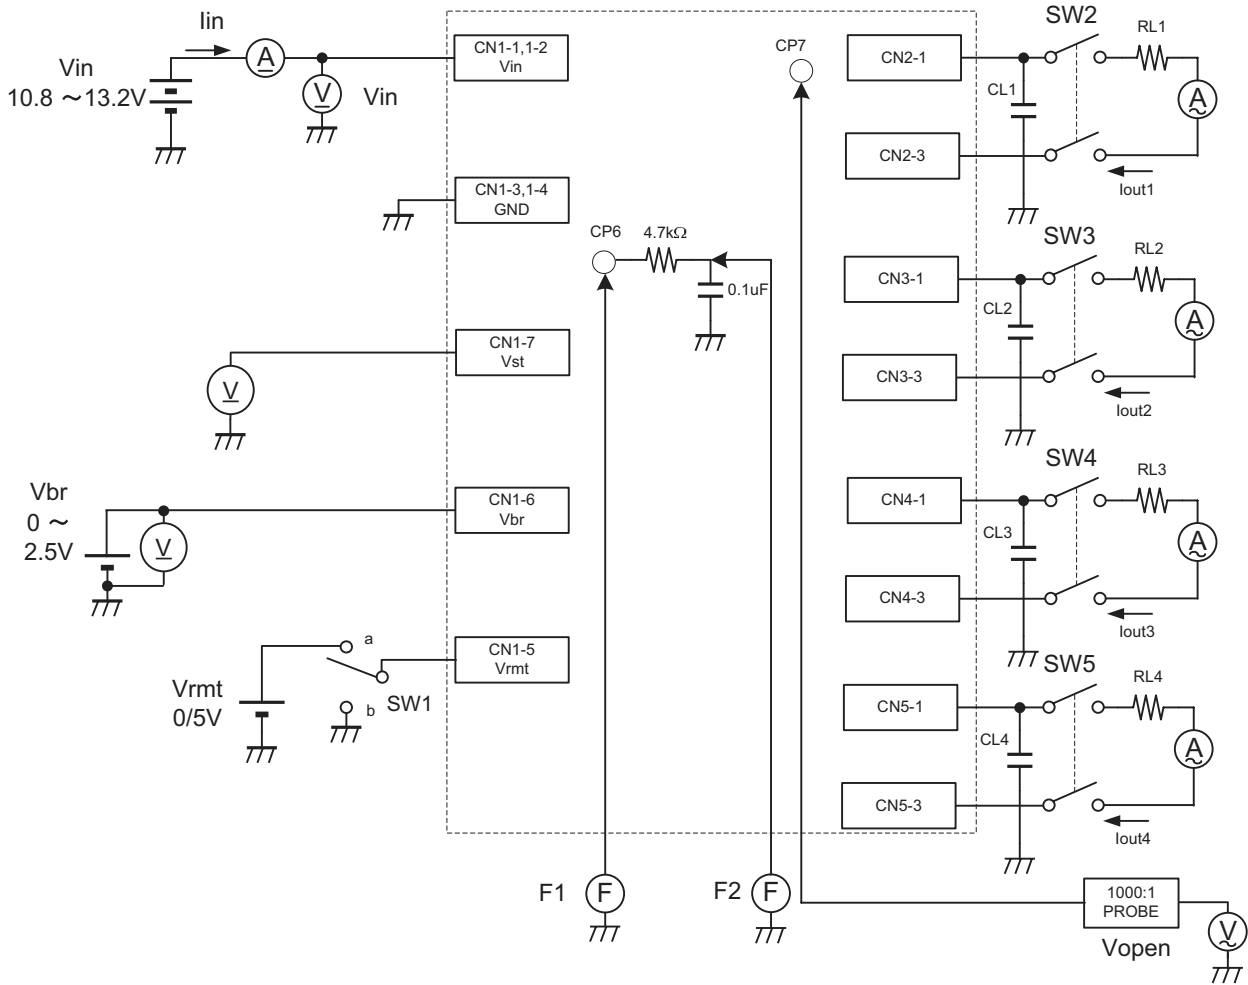 Iin
A
Vin
10.8 ~13.2V
V
Vin
CN1-1,1-2
Vin
CN1-3,1-4
GND
CP6
4.7kΩ
0.1uF
CN1-7
Vst
V
Vbr
0 ~
2.5V
V
CN1-6
Vbr
a
Vrmt
0/5V
b
SW1
CN1-5
Vrmt
F1
F
F2
F
CP7
CN2-1
CN2-3
CL1
SW2
RL1
A
Iout1
CN3-1
CN3-3
CL2
SW3
RL2
A
Iout2
CN4-1
CN4-3
CL3
SW4
RL3
A
Iout3
CN5-1
CN5-3
CL4
SW5
RL4
A
Iout4
1000:1
PROBE
Vopen
V